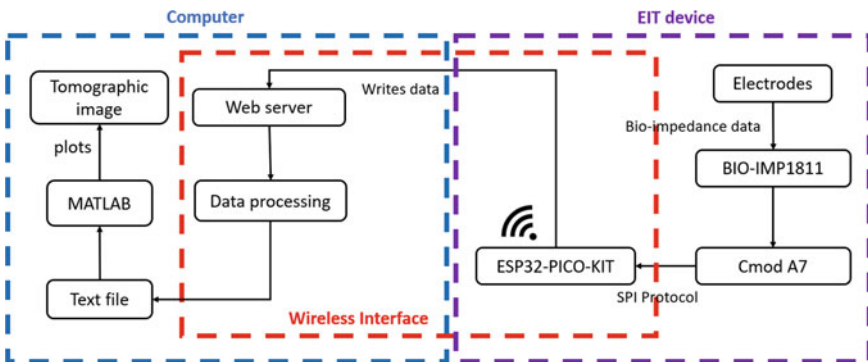 Computer
EIT device
Tomographic
image
Web server
Writes data
Electrodes
plots
Bio-impedance data
MATLAB
Data processing
BIO-IMP1811
Text file
ESP32-PICO-KIT
Cmod A7
SPI Protocol
Wireless Interface